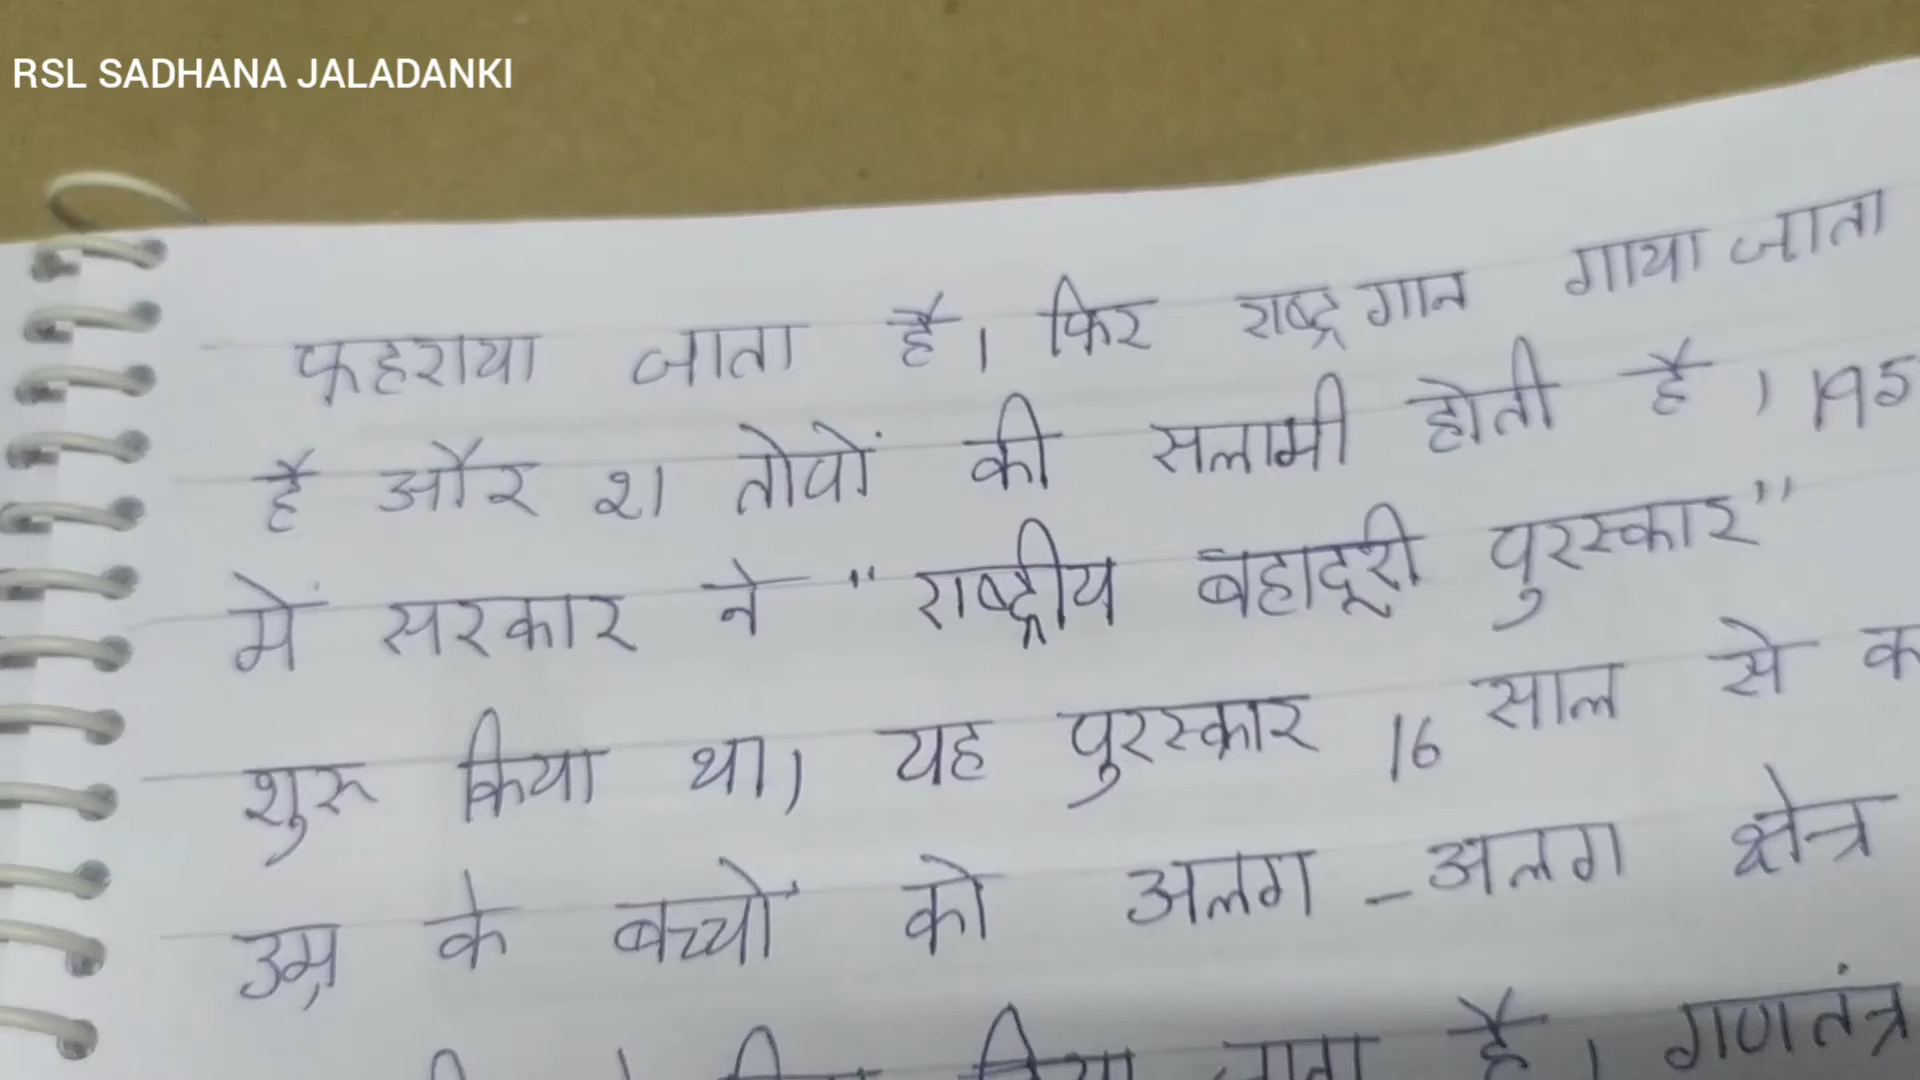 RSL SADHANA JALADANKI
फहराया जाता है। फिर राष्ट्रगान गाया जाता
है और २१ तोपों की सलामी होती है। 195
में सरकार ने "राष्ट्रीय बहादूरी पुरस्कार"
शुरू किया था। यह पुरस्कार 16 साल से क
उम्र के बच्चों को अलग - अलग क्षेत्र
है। गणतंत्र